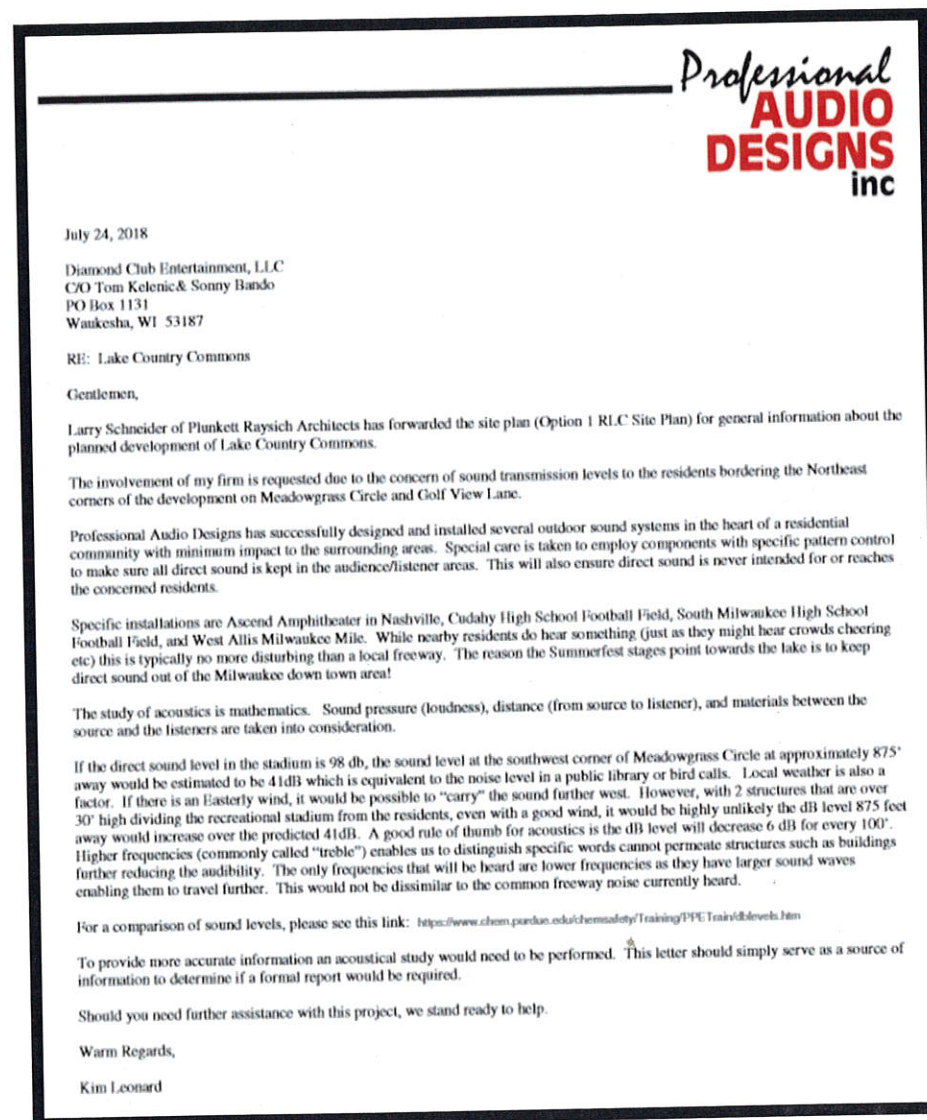 Professional
AUDIO
DESIGNS
inc
July 24, 2018
Diamond Club Entertainment, LLC
C/O Tom Kelenic& Sonny Bando
PO Box 1131
Waukesha, WI 53187
RE: Lake Country Commons
Gentlemen,
Larry Schneider of Plunkett Raysich Architects has forwarded the site plan (Option 1 RLC Site Plan) for general information about the
planned development of Lake Country Commons.
The involvement of my firm is requested due to the concern of sound transmission levels to the residents bordering the Northeast
corners of the development on Meadowgrass Circle and Golf View Lane.
Professional Audio Designs has successfully designed and installed several outdoor sound systems in the heart of a residential
community with minimum impact to the surrounding areas. Special care is taken to employ components with specific pattern control
to make sure all direct sound is kept in the audience/listener areas. This will also ensure direct sound is never intended for or reaches
the concerned residents.
Specific installations are Ascend Amphitheater in Nashville, Cudahy High School Football Field, South Milwaukee High School
Football Field, and West Allis Milwaukee Mile. While nearby residents do hear something (just as they might hear crowds cheering
etc) this is typically no more disturbing than a local freeway. The reason the Summerfest stages point towards the lake is to keep
direct sound out of the Milwaukee down town area!
The study of acoustics is mathematics. Sound pressure (loudness), distance (from source to listener), and materials between the
source and the listeners are taken into consideration.
If the direct sound level in the stadium is 98 db, the sound level at the southwest corner of Meadowgrass Circle at approximately 875'
away would be estimated to be 41dB which is equivalent to the noise level in a public library or bird calls. Local weather is also a
factor. If there is an Easterly wind, it would be possible to "carry" the sound further west. However, with 2 structures that are over
30' high dividing the recreational stadium from the residents, even with a good wind, it would be highly unlikely the dB level 875 feet
away would increase over the predicted 41dB. A good rule of thumb for acoustics is the dB level will decrease 6 dB for every 100'.
Higher frequencies (commonly called "treble") enables us to distinguish specific words cannot permeate structures such as buildings
further reducing the audibility. The only frequencies that will be heard are lower frequencies as they have larger sound waves
enabling them to travel further. This would not be dissimilar to the common freeway noise currently heard.
For a comparison of sound levels, please see this link: https://www.chem.purdue.edu/chemsafety/Training/PPETrain/dblevels.htm
To provide more accurate information an acoustical study would need to be performed. This letter should simply serve as a source of
information to determine if a formal report would be required.
Should you need further assistance with this project, we stand ready to help.
Warm Regards,
Kim Leonard